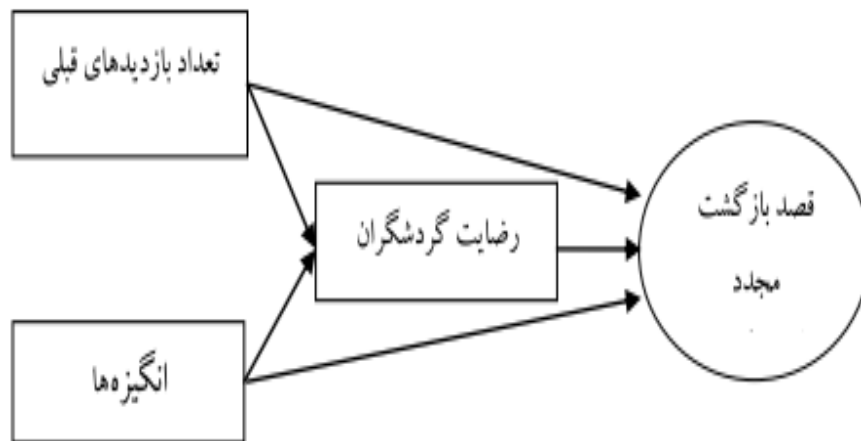 تعداد بازدیدهای قبلی
رضایت گردشگران
قصد بازگشت
مجدد
انگیزه‌ها